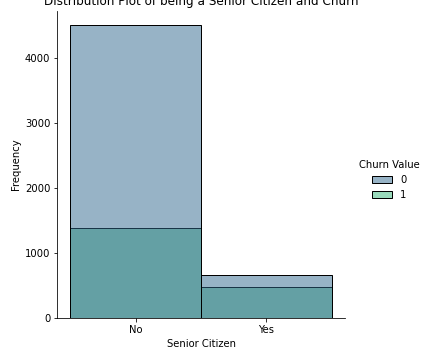 Distribution Plot of being a Senior Citizen and Churn
4000
3000
2000
1000
0
Frequency
No
Yes
Senior Citizen
Churn Value
0
1